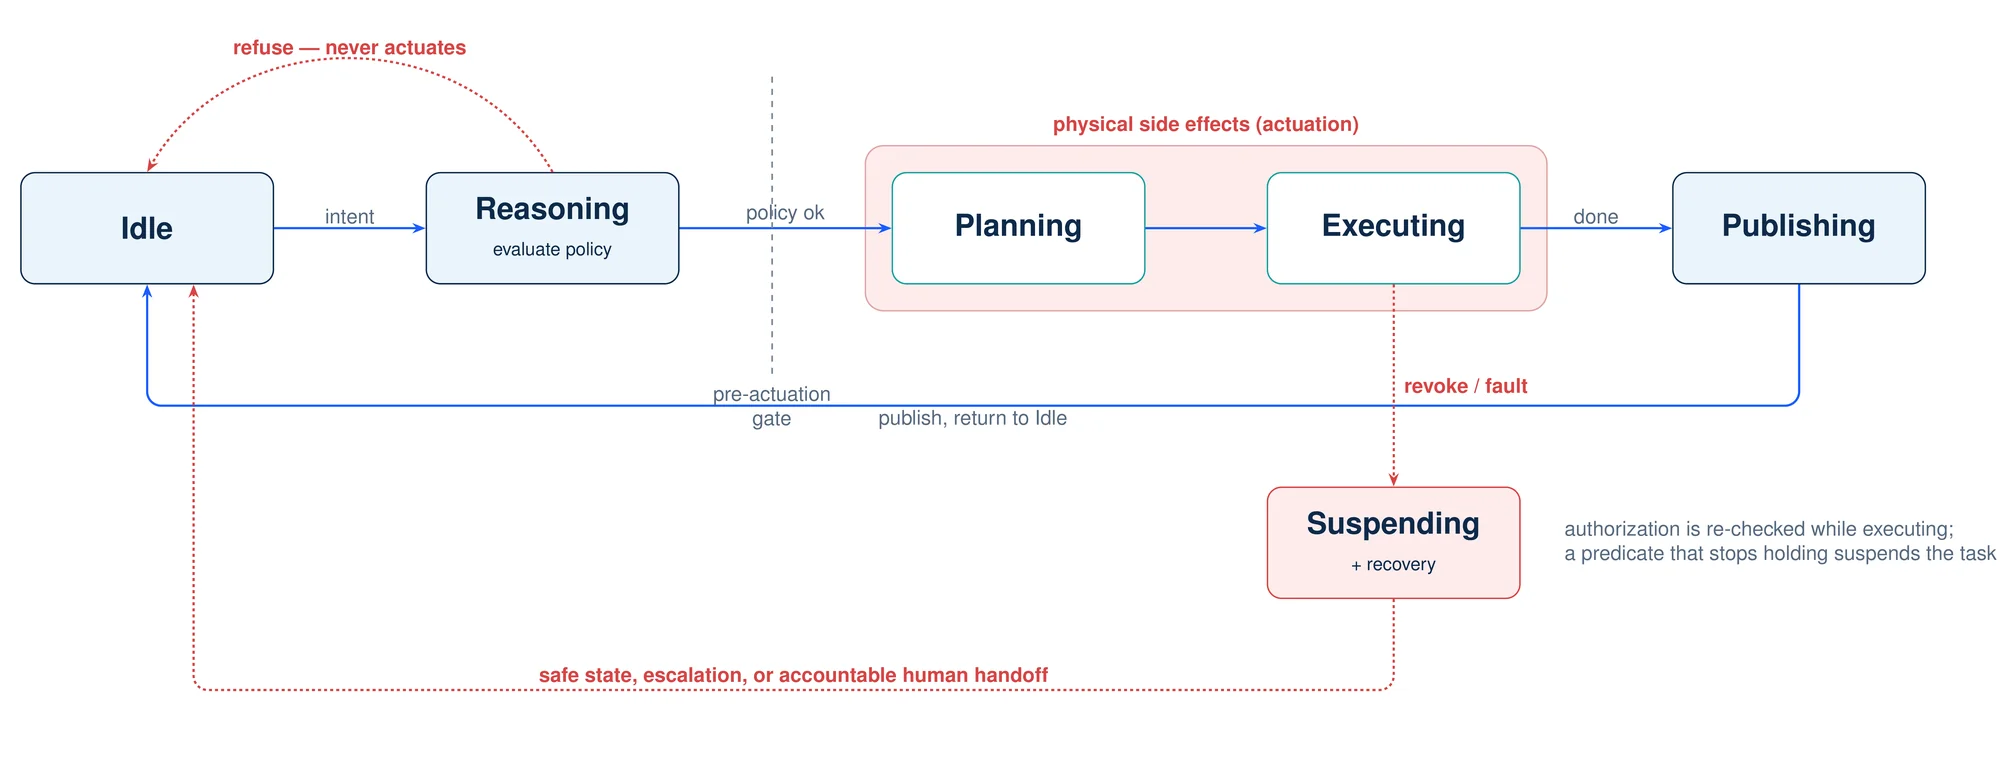 refuse — never actuates
physical side effects (actuation)
Idle
intent
Reasoning
evaluate policy
policy ok
Planning
Executing
done
Publishing
pre-actuation
gate
publish, return to Idle
revoke / fault
Suspending
+ recovery
authorization is re-checked while executing;
a predicate that stops holding suspends the task
safe state, escalation, or accountable human handoff